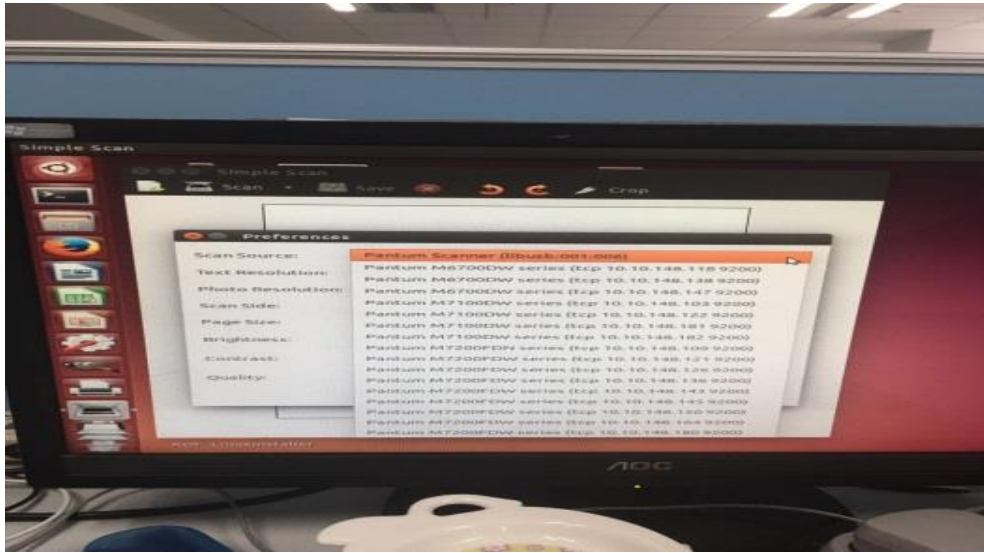 Simple Scan
Simple Scan
Scan Save Crop
Preferences
Scan Source: Pantum Scanner (libusb:001:006)
Text Resolution: Pantum M6700DW series (tcp 10.10.148.118 9200)
Photo Resolution: Pantum M6700DW series (tcp 10.10.148.138 9200)
Pantum M6700DW series (tcp 10.10.148.147 9200)
Scan Side: Pantum M7100DW series (tcp 10.10.148.103 9200)
Page Size: Pantum M7100DW series (tcp 10.10.148.122 9200)
Pantum M7100DW series (tcp 10.10.148.181 9200)
Brightness: Pantum M7100DW series (tcp 10.10.148.182 9200)
Pantum M7200FDN series (tcp 10.10.148.109 9200)
Contrast: Pantum M7200FDW series (tcp 10.10.148.121 9200)
Pantum M7200FDW series (tcp 10.10.148.126 9200)
Quality: Pantum M7200FDW series (tcp 10.10.148.136 9200)
Pantum M7200FDW series (tcp 10.10.148.143 9200)
Pantum M7200FDW series (tcp 10.10.148.145 9200)
Pantum M7200FDW series (tcp 10.10.148.150 9200)
Pantum M7200FDW series (tcp 10.10.148.164 9200)
Pantum M7200FDW series (tcp 10.10.148.180 9200)
AOC